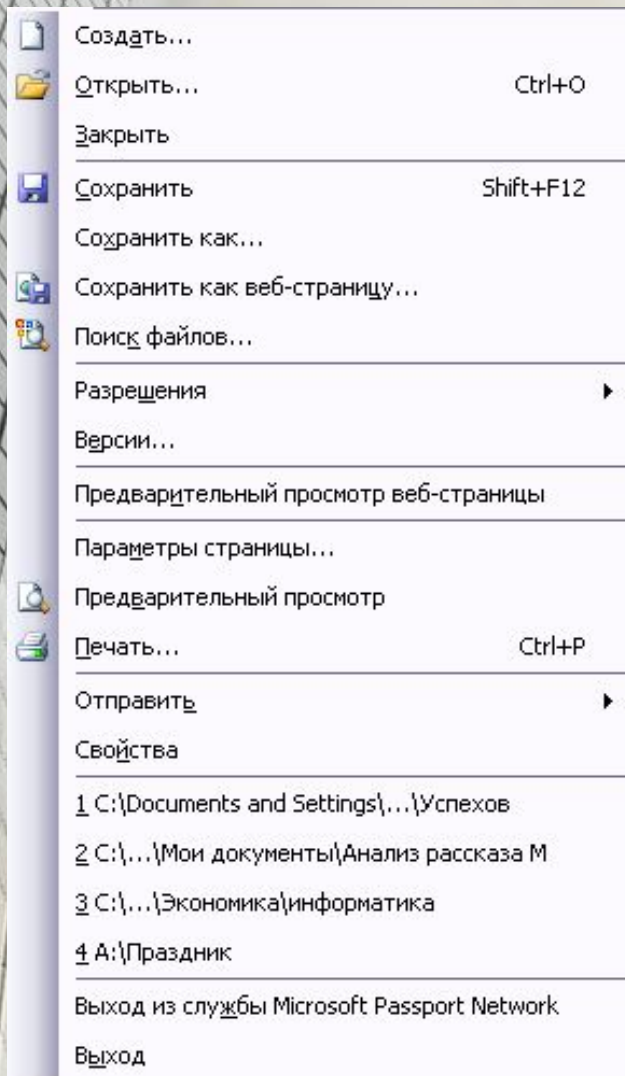 Создать...
Открыть... Ctrl+O
Закрыть
Сохранить Shift+F12
Сохранить как...
Сохранить как веб-страницу...
Поиск файлов...
Разрешения
Версии...
Предварительный просмотр веб-страницы
Параметры страницы...
Предварительный просмотр
Печать... Ctrl+P
Отправить
Свойства
1 C:\Documents and Settings\...\Успехов
2 C:\...\Мои документы\Анализ рассказа М
3 C:\...\Экономика\информатика
4 A:\Праздник
Выход из службы Microsoft Passport Network
Выход